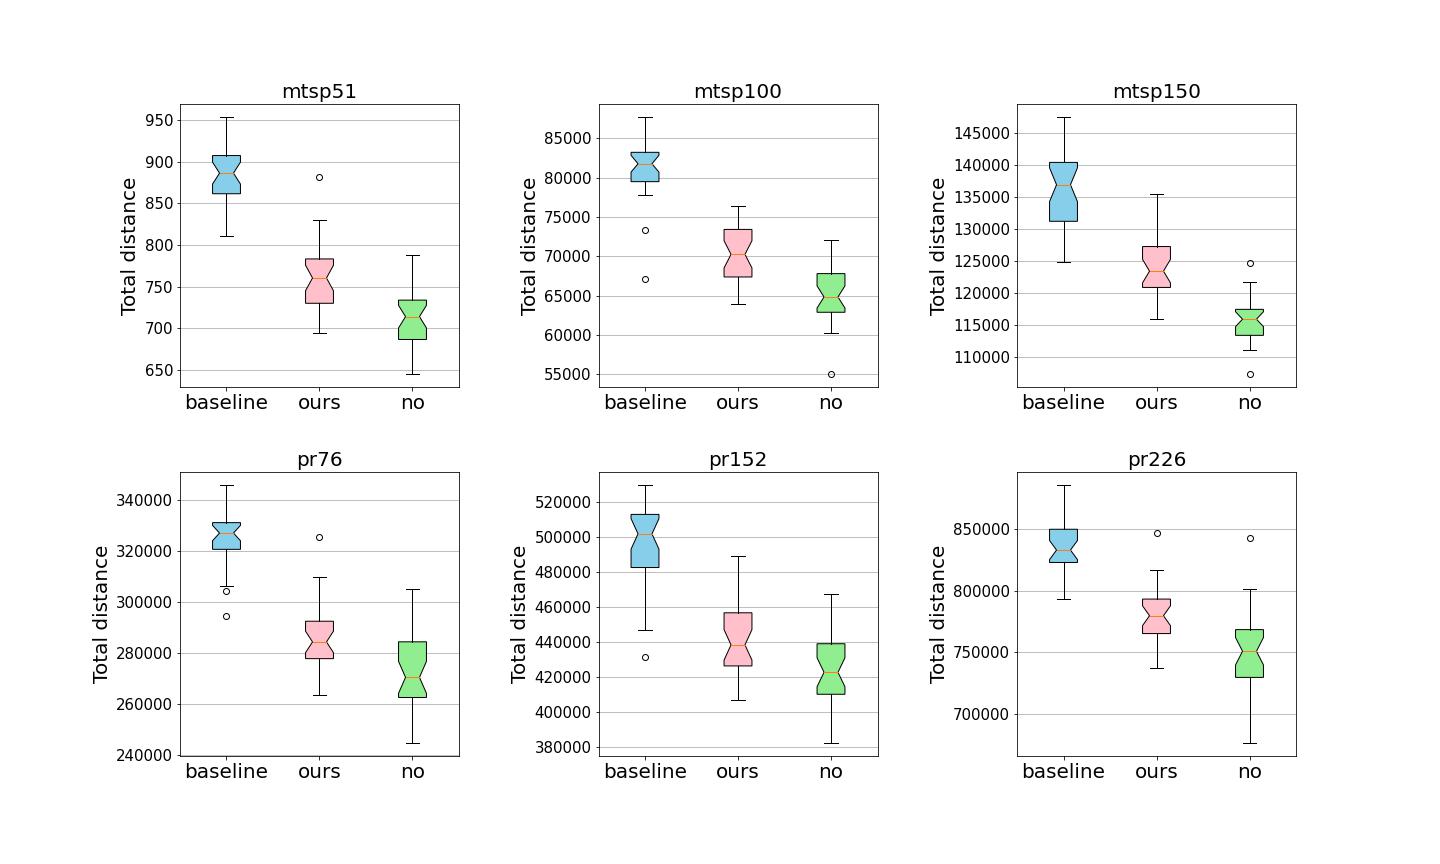 mtsp51
950
900
850
800
750
700
650
Total distance
baseline ours no
mtsp100
85000
80000
75000
70000
65000
60000
55000
Total distance
baseline ours no
mtsp150
145000
140000
135000
130000
125000
120000
115000
110000
Total distance
baseline ours no
pr76
340000
320000
300000
280000
260000
240000
Total distance
baseline ours no
pr152
520000
500000
480000
460000
440000
420000
400000
380000
Total distance
baseline ours no
pr226
850000
800000
750000
700000
Total distance
baseline ours no